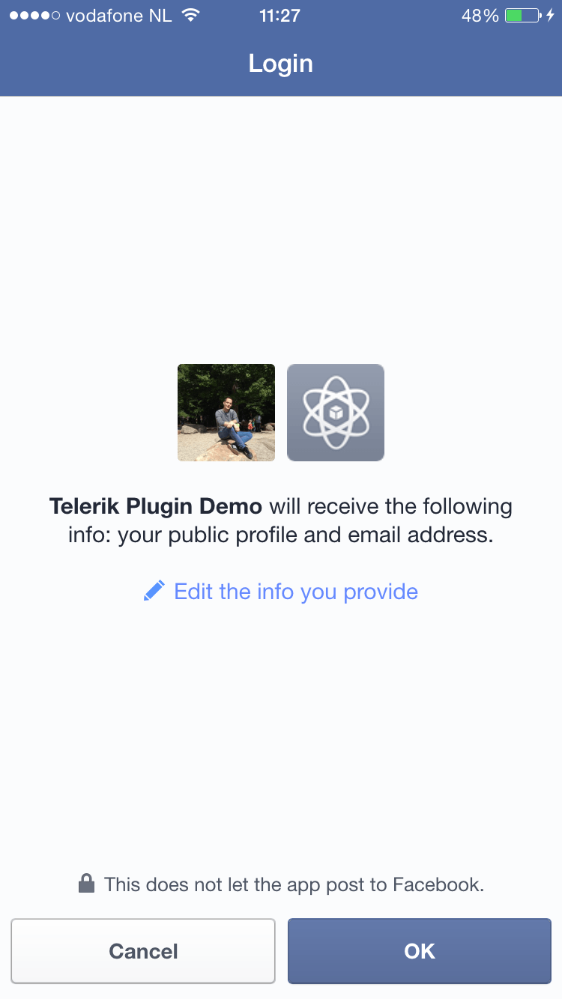 vodafone NL 11:27 48%
Login
Telerik Plugin Demo will receive the following
info: your public profile and email address.
Edit the info you provide
This does not let the app post to Facebook.
Cancel OK